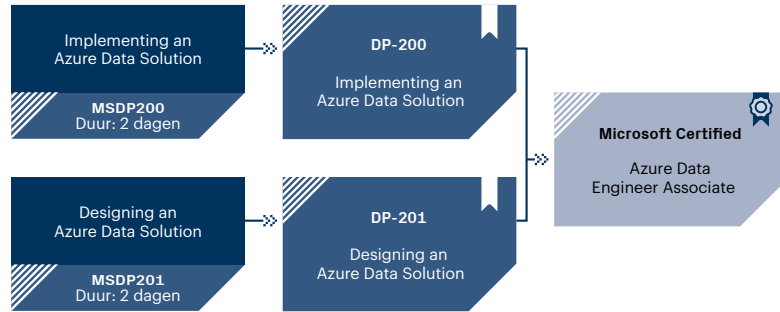 Implementing an
Azure Data Solution
MSDP200
Duur: 2 dagen
DP-200
Implementing an
Azure Data Solution
Designing an
Azure Data Solution
MSDP201
Duur: 2 dagen
DP-201
Designing an
Azure Data Solution
Microsoft Certified
Azure Data
Engineer Associate